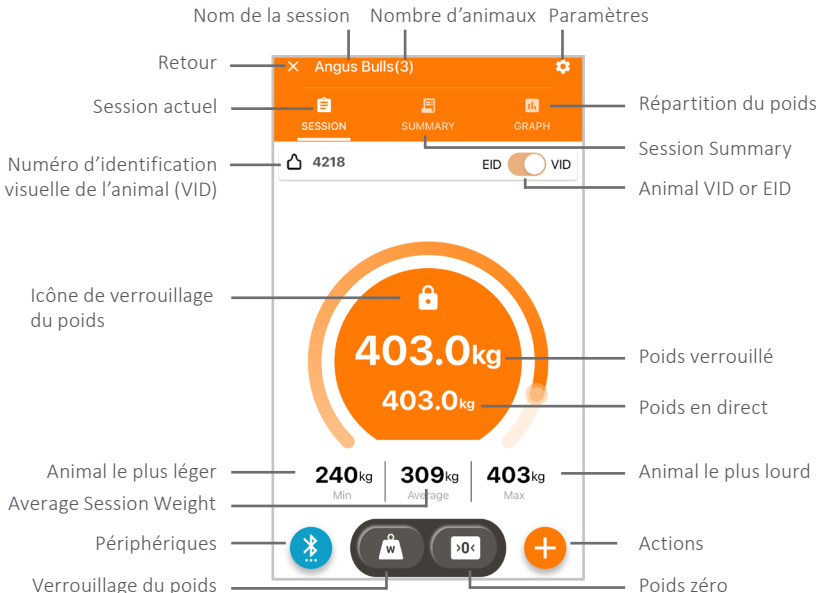 Nom de la session Nombre d'animaux Paramètres
Retour
Angus Bulls(3)
Session actuel
SESSION SUMMARY GRAPH
Répartition du poids
Session Summary
Numéro d'identification
visuelle de l'animal (VID)
4218
EID VID
Animal VID or EID
Icône de verrouillage
du poids
403.0kg
Poids verrouillé
403.0kg
Poids en direct
Animal le plus léger
240kg 309kg 403kg
Min Average Max
Animal le plus lourd
Average Session Weight
Périphériques
W
>0<
Actions
Verrouillage du poids
Poids zéro